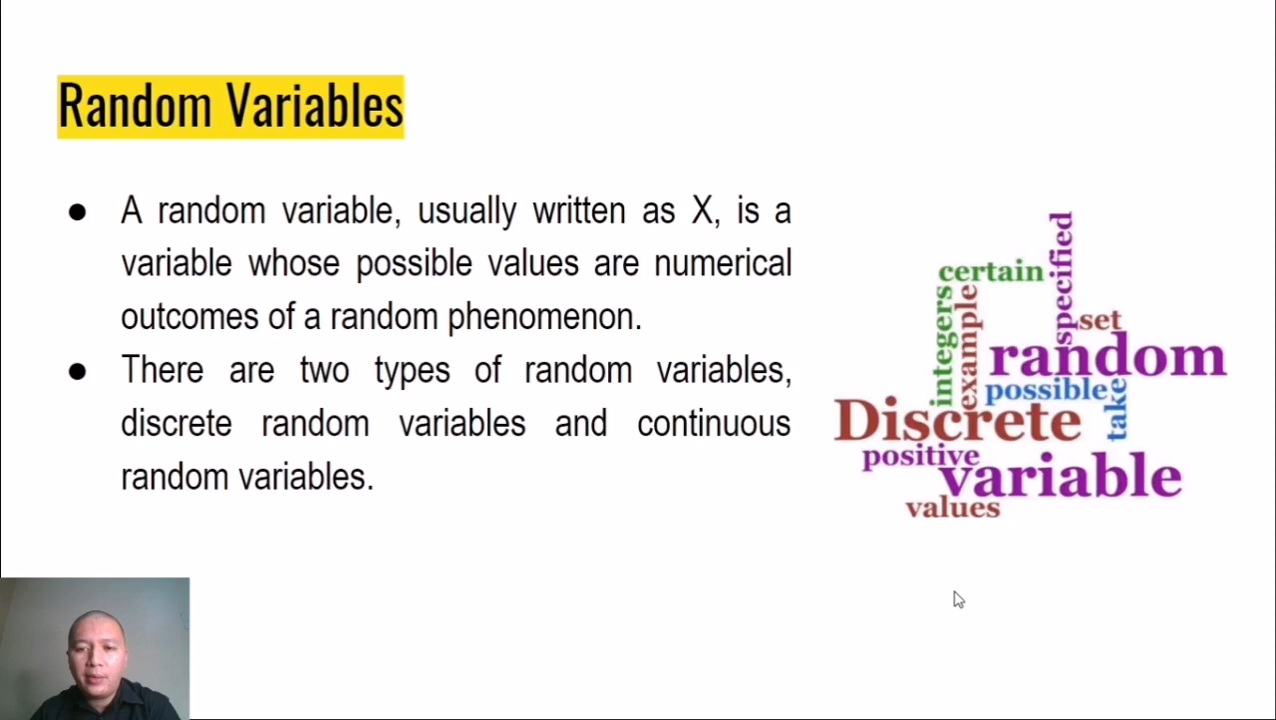 Random Variables
● A random variable, usually written as X, is a
variable whose possible values are numerical
outcomes of a random phenomenon.
● There are two types of random variables,
discrete random variables and continuous
random variables.
specified
certain
integers
example
set
random
possible
take
Discrete
positive
variable
values